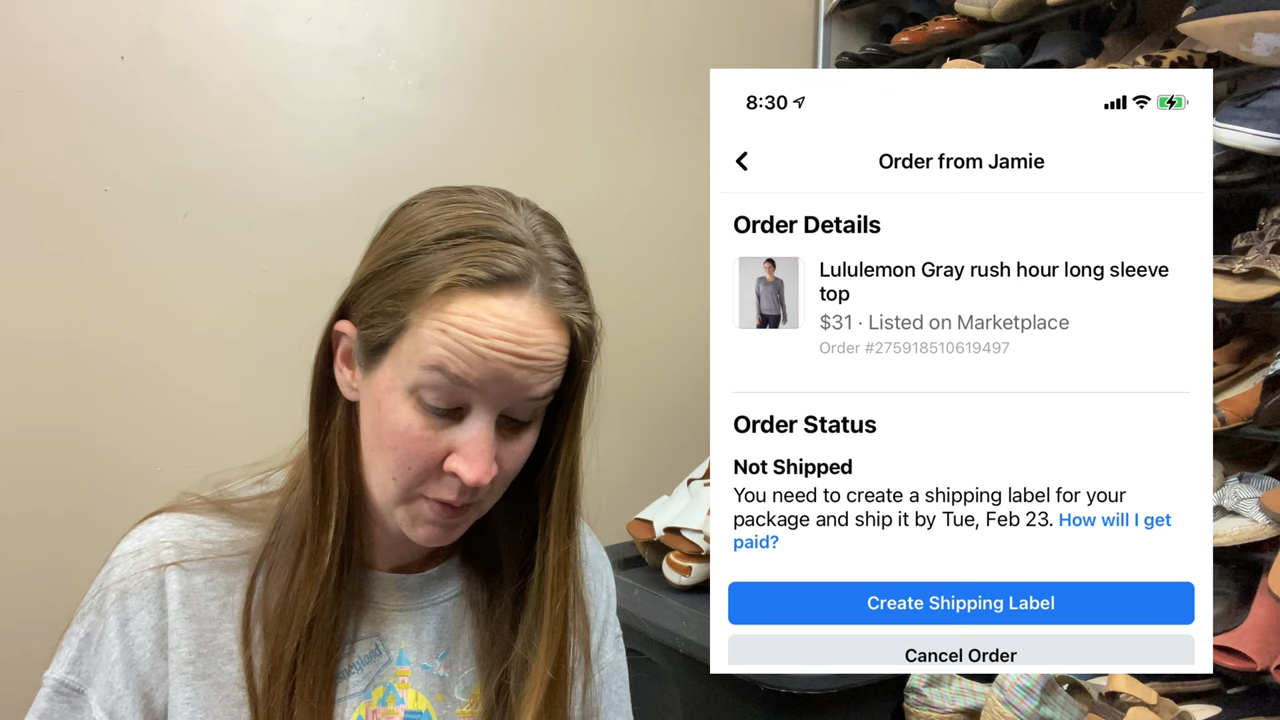 8:30
Order from Jamie
Order Details
Lululemon Gray rush hour long sleeve
top
$31 · Listed on Marketplace
Order #275918510619497
Order Status
Not Shipped
You need to create a shipping label for your
package and ship it by Tue, Feb 23. How will I get
paid?
Create Shipping Label
Cancel Order